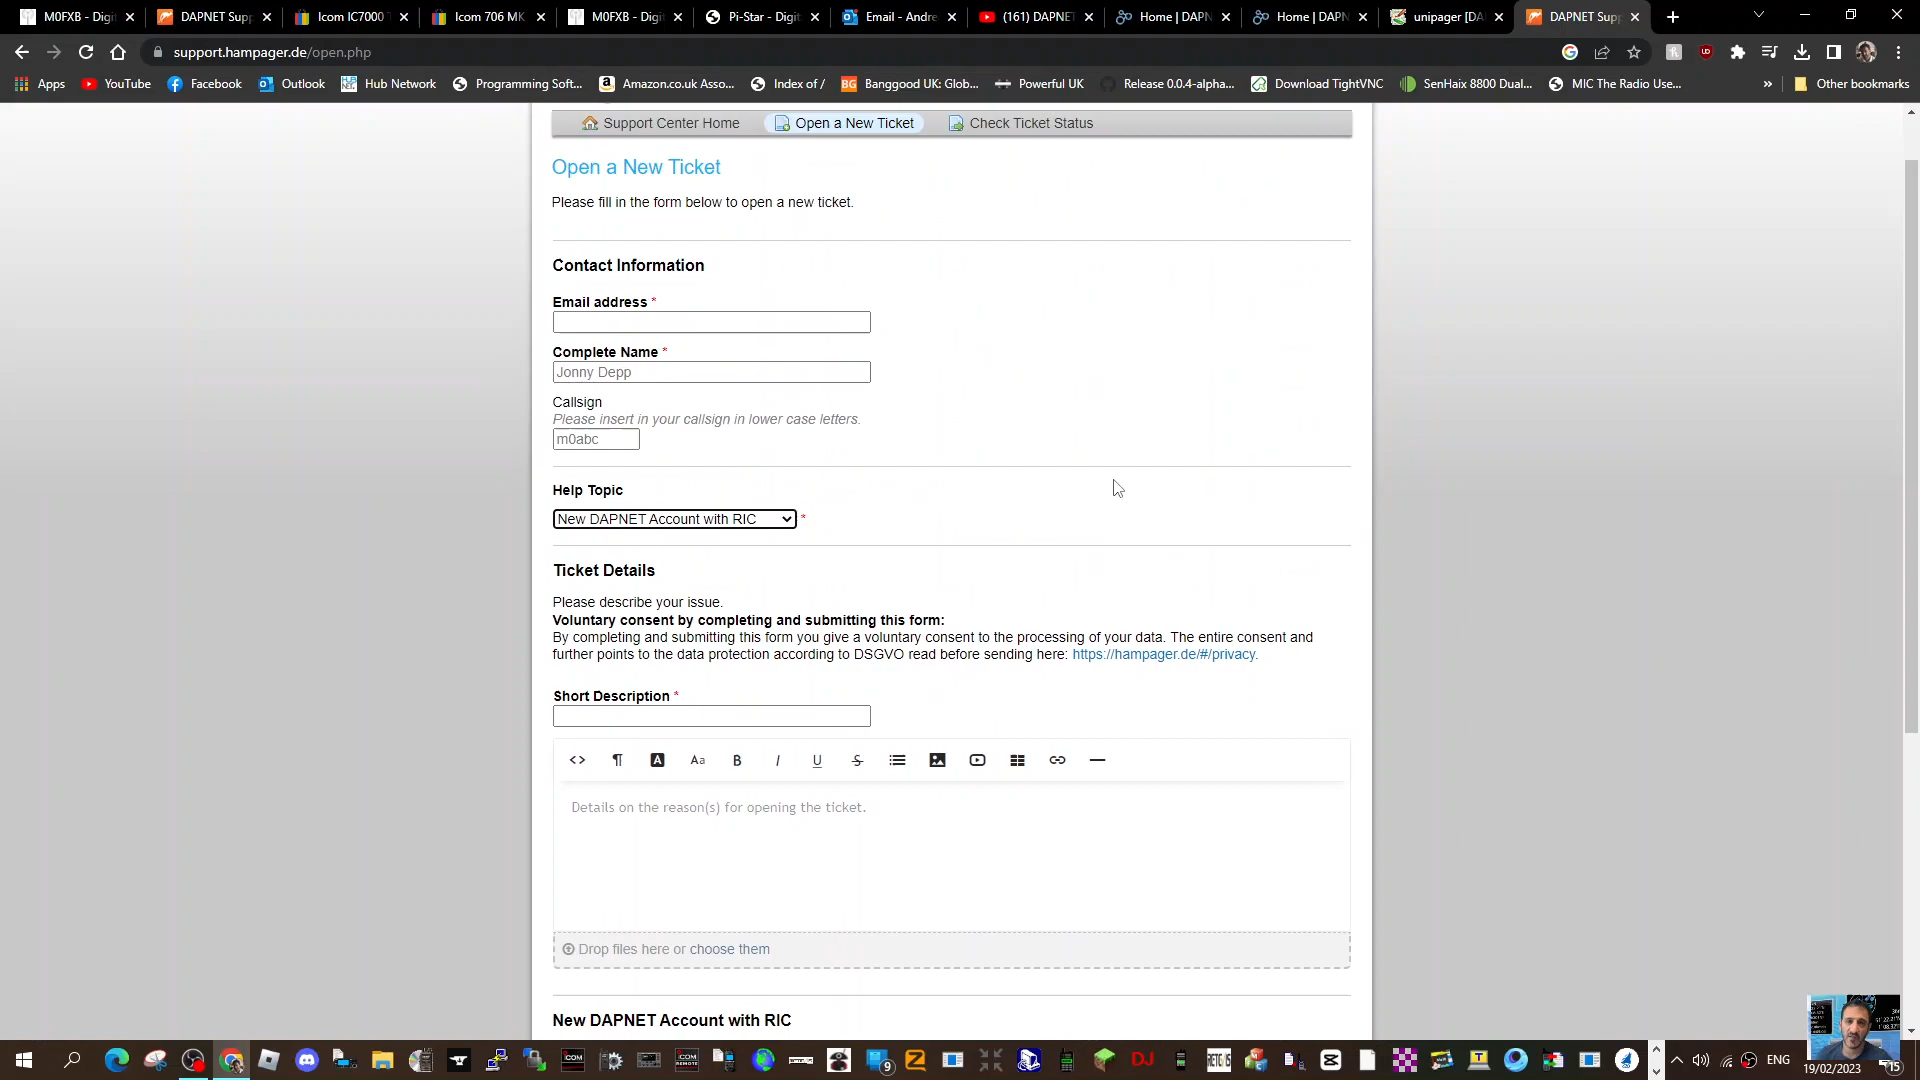 M0FXB - Digit
DAPNET Supp
Icom IC7000 T
Icom 706 MK
M0FXB - Digit
Pi-Star - Digit
Email - Andre
(161) DAPNET
Home | DAPN
Home | DAPN
unipager [DA
DAPNET Supp
support.hampager.de/open.php
Apps
YouTube
Facebook
Outlook
Hub Network
Programming Soft...
Amazon.co.uk Asso...
Index of /
Banggood UK: Glob...
Powerful UK
Release 0.0.4-alpha...
Download TightVNC
SenHaix 8800 Dual...
MIC The Radio Use...
»
Other bookmarks
Support Center Home
Open a New Ticket
Check Ticket Status
Open a New Ticket
Please fill in the form below to open a new ticket.
Contact Information
Email address *
Complete Name *
Jonny Depp
Callsign
Please insert in your callsign in lower case letters.
m0abc
Help Topic
New DAPNET Account with RIC *
Ticket Details
Please describe your issue.
Voluntary consent by completing and submitting this form:
By completing and submitting this form you give a voluntary consent to the processing of your data. The entire consent and
further points to the data protection according to DSGVO read before sending here: https://hampager.de/#/privacy.
Short Description *
Details on the reason(s) for opening the ticket.
Drop files here or choose them
New DAPNET Account with RIC
ENG
19/02/2023